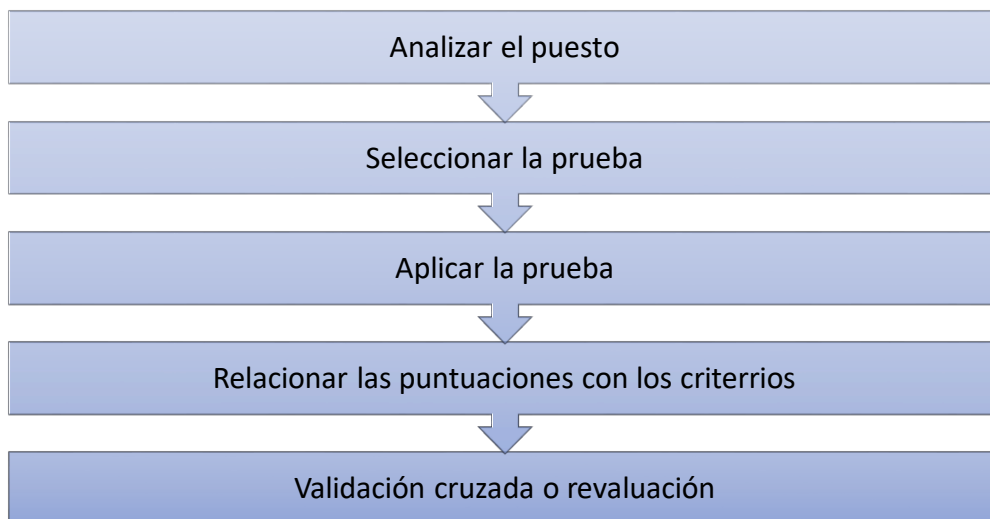 Analizar el puesto
Seleccionar la prueba
Aplicar la prueba
Relacionar las puntuaciones con los criterrios
Validación cruzada o revaluación